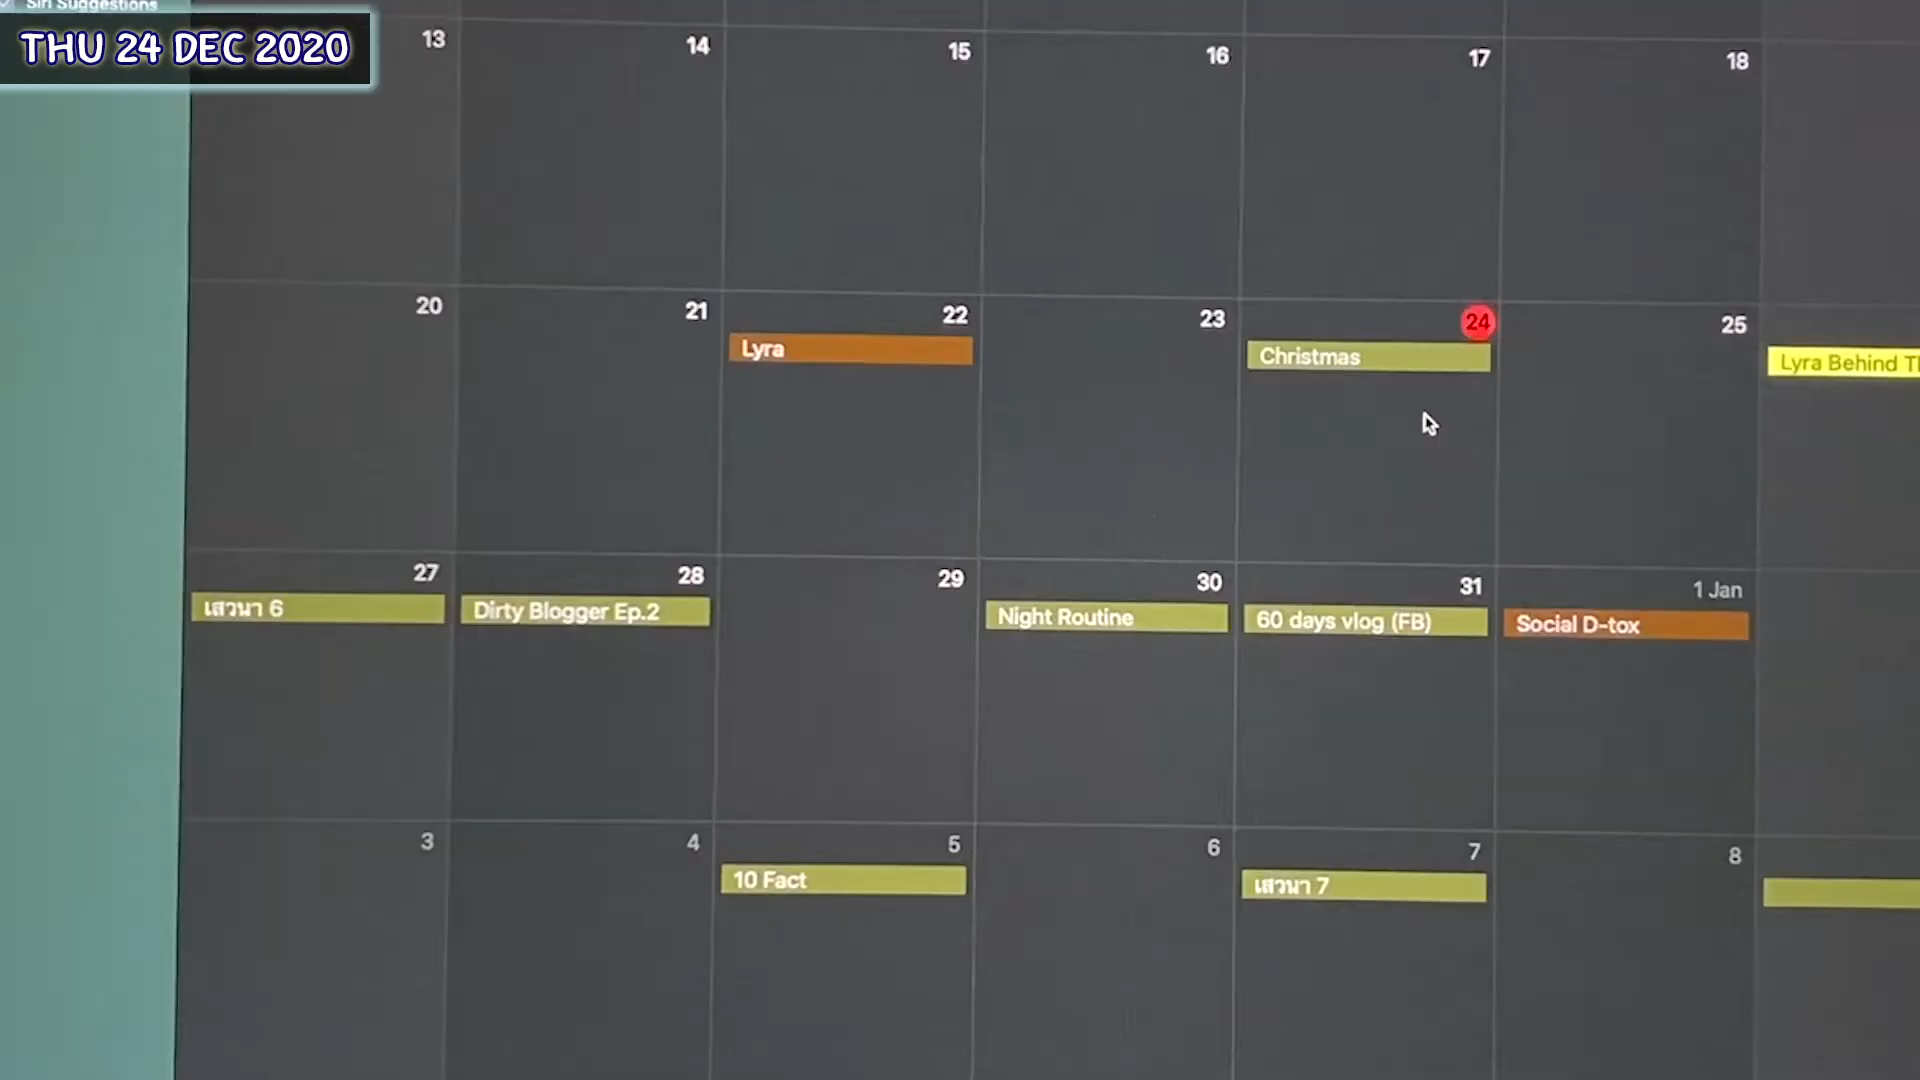 Siri Suggestions
THU 24 DEC 2020
13 14 15 16 17 18
20 21 22 23 24 25
Lyra Christmas Lyra Behind
27 28 29 30 31 1 Jan
เสวนา 6 Dirty Blogger Ep.2 Night Routine 60 days vlog (FB) Social D-tox
3 4 5 6 7 8
10 Fact เสวนา 7